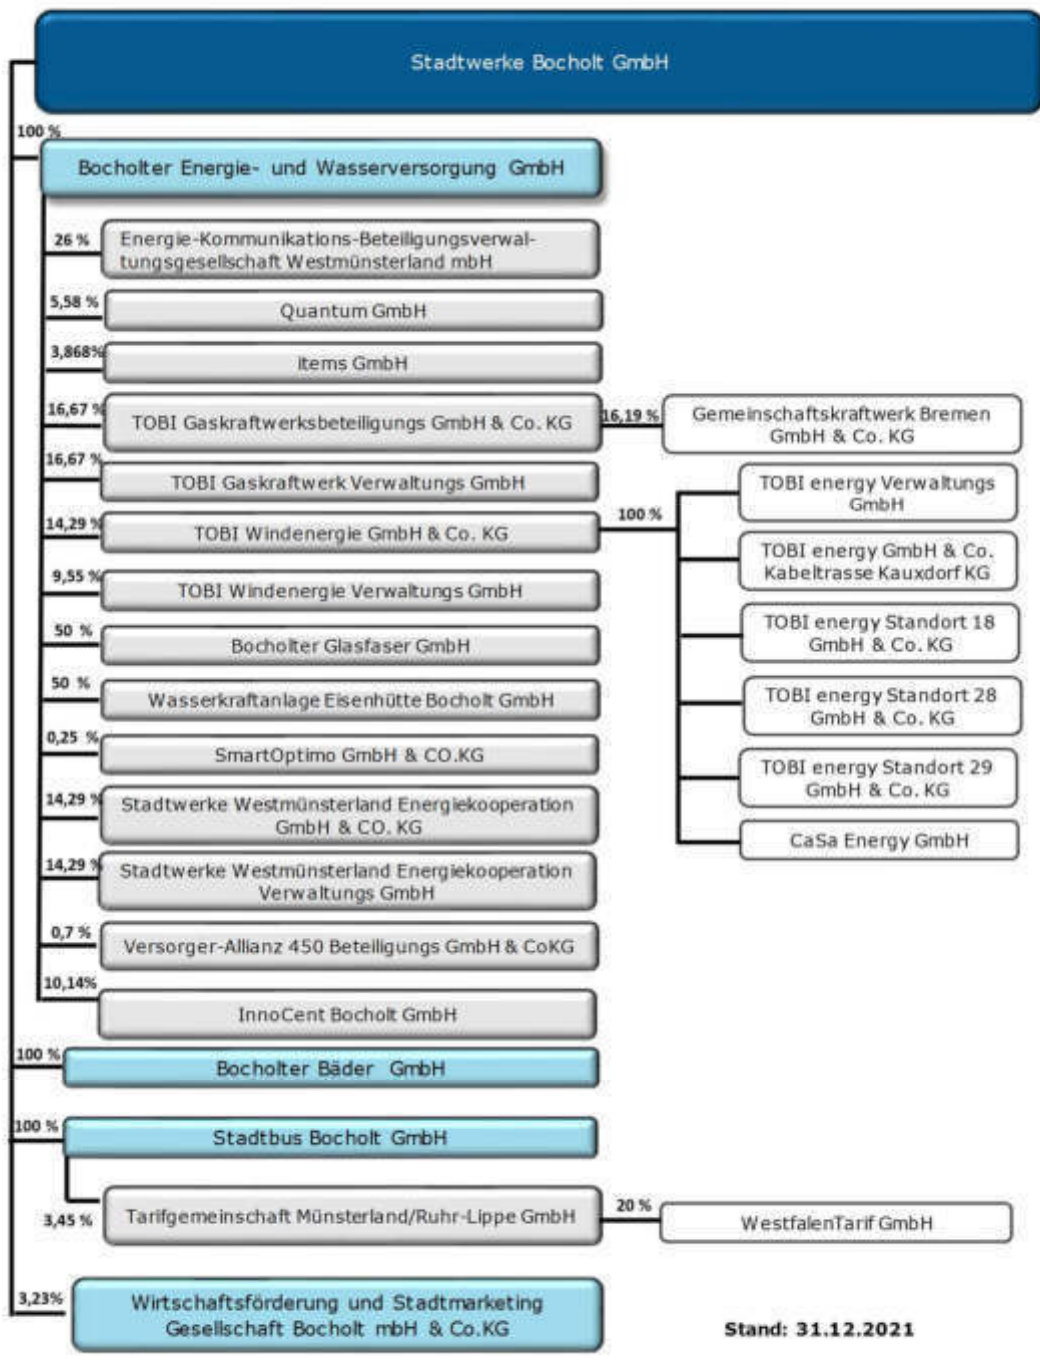 Stadtwerke Bocholt GmbH
100 %
Bocholter Energie- und Wasserversorgung GmbH
26 %
Energie-Kommunikations-Beteiligungsverwal-
tungsgesellschaft Westmünsterland mbH
5,58 %
Quantum GmbH
3,868%
items GmbH
16,67 %
TOBI Gaskraftwerksbeteiligungs GmbH & Co. KG
16,19 %
Gemeinschaftskraftwerk Bremen
GmbH & Co. KG
16,67 %
TOBI Gaskraftwerk Verwaltungs GmbH
14,29 %
TOBI Windenergie GmbH & Co. KG
100 %
TOBI energy Verwaltungs
GmbH
TOBI energy GmbH & Co.
Kabeltrasse Kauxdorf KG
TOBI energy Standort 18
GmbH & Co. KG
TOBI energy Standort 28
GmbH & Co. KG
TOBI energy Standort 29
GmbH & Co. KG
CaSa Energy GmbH
9,55 %
TOBI Windenergie Verwaltungs GmbH
50 %
Bocholter Glasfaser GmbH
50 %
Wasserkraftanlage Eisenhütte Bocholt GmbH
0,25 %
SmartOptimo GmbH & CO.KG
14,29 %
Stadtwerke Westmünsterland Energiekooperation
GmbH & CO. KG
14,29 %
Stadtwerke Westmünsterland Energiekooperation
Verwaltungs GmbH
0,7 %
Versorger-Allianz 450 Beteiligungs GmbH & CoKG
10,14%
InnoCent Bocholt GmbH
100 %
Bocholter Bäder GmbH
100 %
Stadtbus Bocholt GmbH
3,45 %
Tarifgemeinschaft Münsterland/Ruhr-Lippe GmbH
20 %
WestfalenTarif GmbH
3,23%
Wirtschaftsförderung und Stadtmarketing
Gesellschaft Bocholt mbH & Co.KG
Stand: 31.12.2021